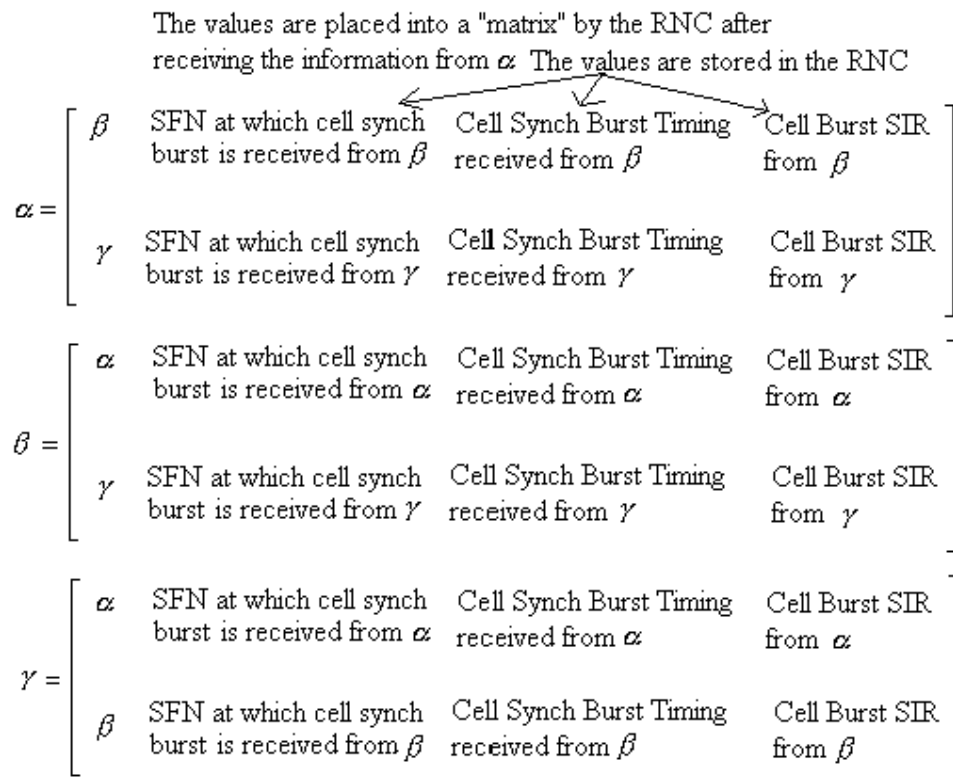 The values are placed into a "matrix" by the RNC after
receiving the information from α The values are stored in the RNC
β SFN at which cell synch Cell Synch Burst Timing Cell Burst SIR
burst is received from β received from β from β
α =
γ SFN at which cell synch Cell Synch Burst Timing Cell Burst SIR
burst is received from γ received from γ from γ
α SFN at which cell synch Cell Synch Burst Timing Cell Burst SIR
burst is received from α received from α from α
β =
γ SFN at which cell synch Cell Synch Burst Timing Cell Burst SIR
burst is received from γ received from γ from γ
α SFN at which cell synch Cell Synch Burst Timing Cell Burst SIR
burst is received from α received from α from α
γ =
β SFN at which cell synch Cell Synch Burst Timing Cell Burst SIR
burst is received from β received from β from β